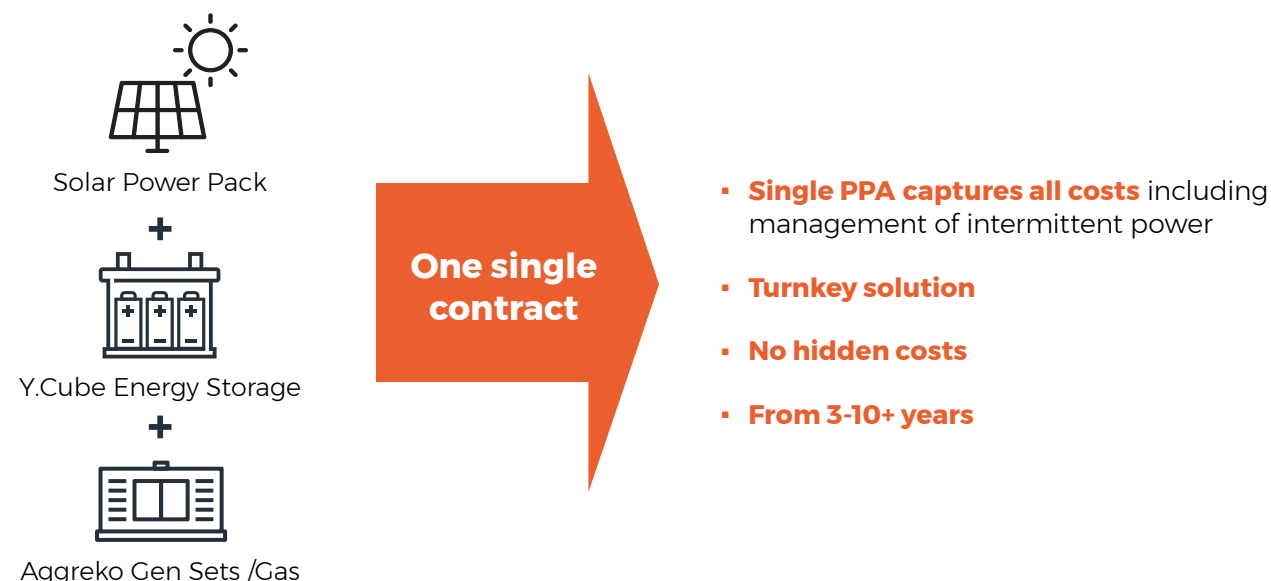 Solar Power Pack
+
Y.Cube Energy Storage
+
Aggreko Gen Sets /Gas
One single
contract
▪ Single PPA captures all costs including
management of intermittent power
▪ Turnkey solution
▪ No hidden costs
▪ From 3-10+ years